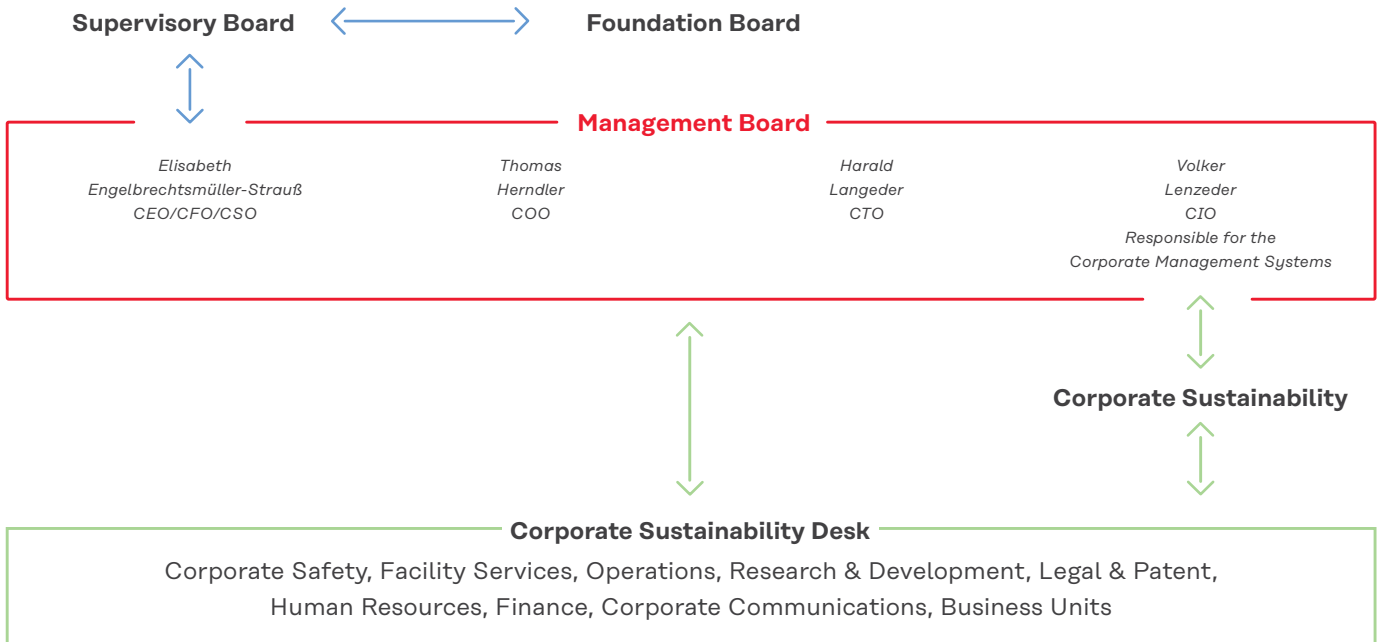 Supervisory Board
Foundation Board
Management Board
Elisabeth
Engelbrechtsmüller-Strauß
CEO/CFO/CSO
Thomas
Herndler
COO
Harald
Langeder
CTO
Volker
Lenzeder
CIO
Responsible for the
Corporate Management Systems
Corporate Sustainability
Corporate Sustainability Desk
Corporate Safety, Facility Services, Operations, Research & Development, Legal & Patent,
Human Resources, Finance, Corporate Communications, Business Units